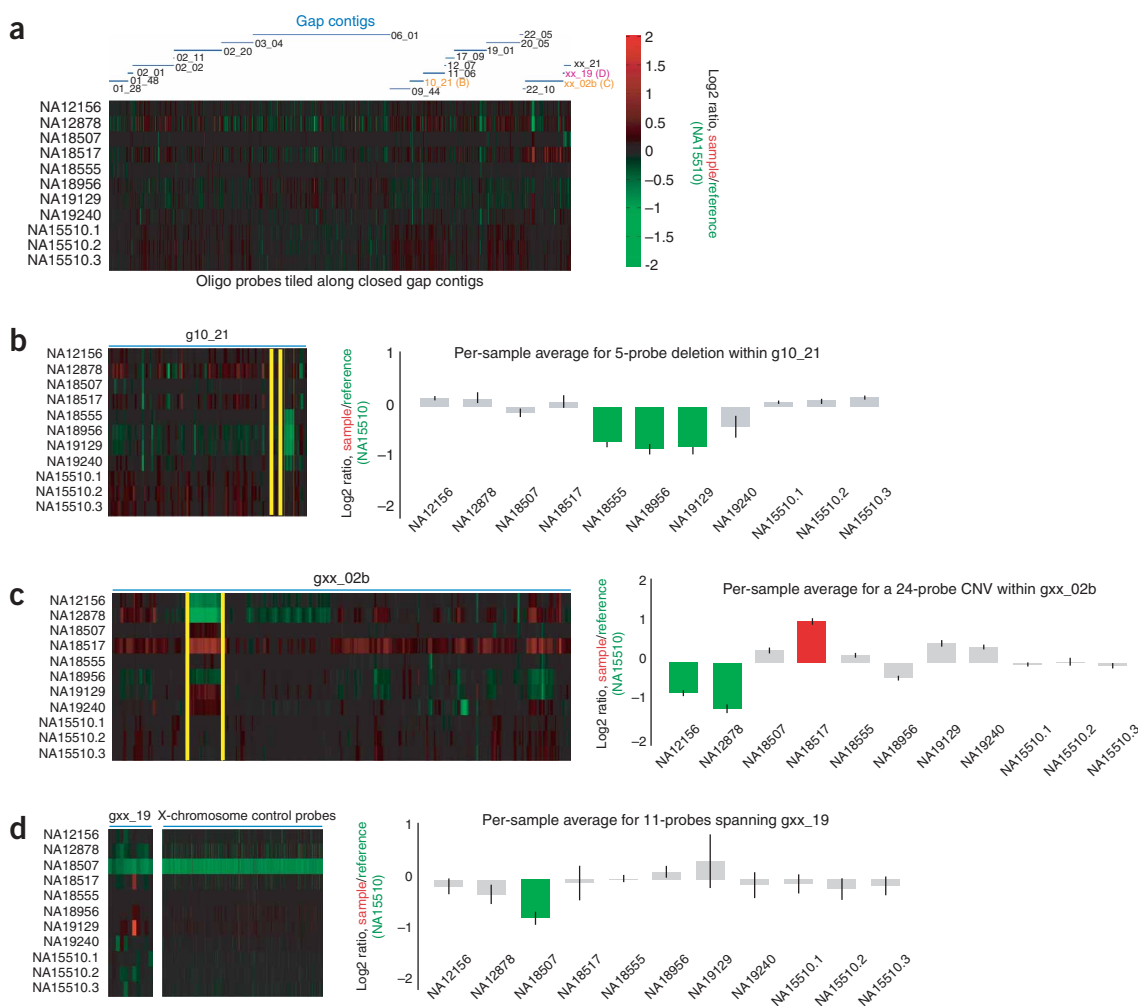 a
Gap contigs
03_04
06_01
22_05
02_20
19_01
20_05
02_11
17_09
02_02
12_07
xx_21
02_01
11_06
xx_19 (D)
01_48
10_21 (B)
xx_02b (C)
01_28
09_44
22_10
NA12156
NA12878
NA18507
NA18517
NA18555
NA18956
NA19129
NA19240
NA15510.1
NA15510.2
NA15510.3
Oligo probes tiled along closed gap contigs
2
1.5
1
0.5
0
−0.5
−1
−1.5
-2
Log2 ratio, sample/reference
(NA15510)
b
g10_21
NA12156
NA12878
NA18507
NA18517
NA18555
NA18956
NA19129
NA19240
NA15510.1
NA15510.2
NA15510.3
Log2 ratio, sample/reference
(NA15510)
1
0
−1
−2
Per-sample average for 5-probe deletion within g10_21
NA12156
NA12878
NA18507
NA18517
NA18555
NA18956
NA19129
NA19240
NA15510.1
NA15510.2
NA15510.3
c
gxx_02b
NA12156
NA12878
NA18507
NA18517
NA18555
NA18956
NA19129
NA19240
NA15510.1
NA15510.2
NA15510.3
Log2 ratio, sample/reference
(NA15510)
2
1
0
−1
−2
Per-sample average for a 24-probe CNV within gxx_02b
NA12156
NA12878
NA18507
NA18517
NA18555
NA18956
NA19129
NA19240
NA15510.1
NA15510.2
NA15510.3
d
gxx_19
X-chromosome control probes
NA12156
NA12878
NA18507
NA18517
NA18555
NA18956
NA19129
NA19240
NA15510.1
NA15510.2
NA15510.3
Log2 ratio, sample/reference
(NA15510)
1
0
−1
−2
Per-sample average for 11-probes spanning gxx_19
NA12156
NA12878
NA18507
NA18517
NA18555
NA18956
NA19129
NA19240
NA15510.1
NA15510.2
NA15510.3